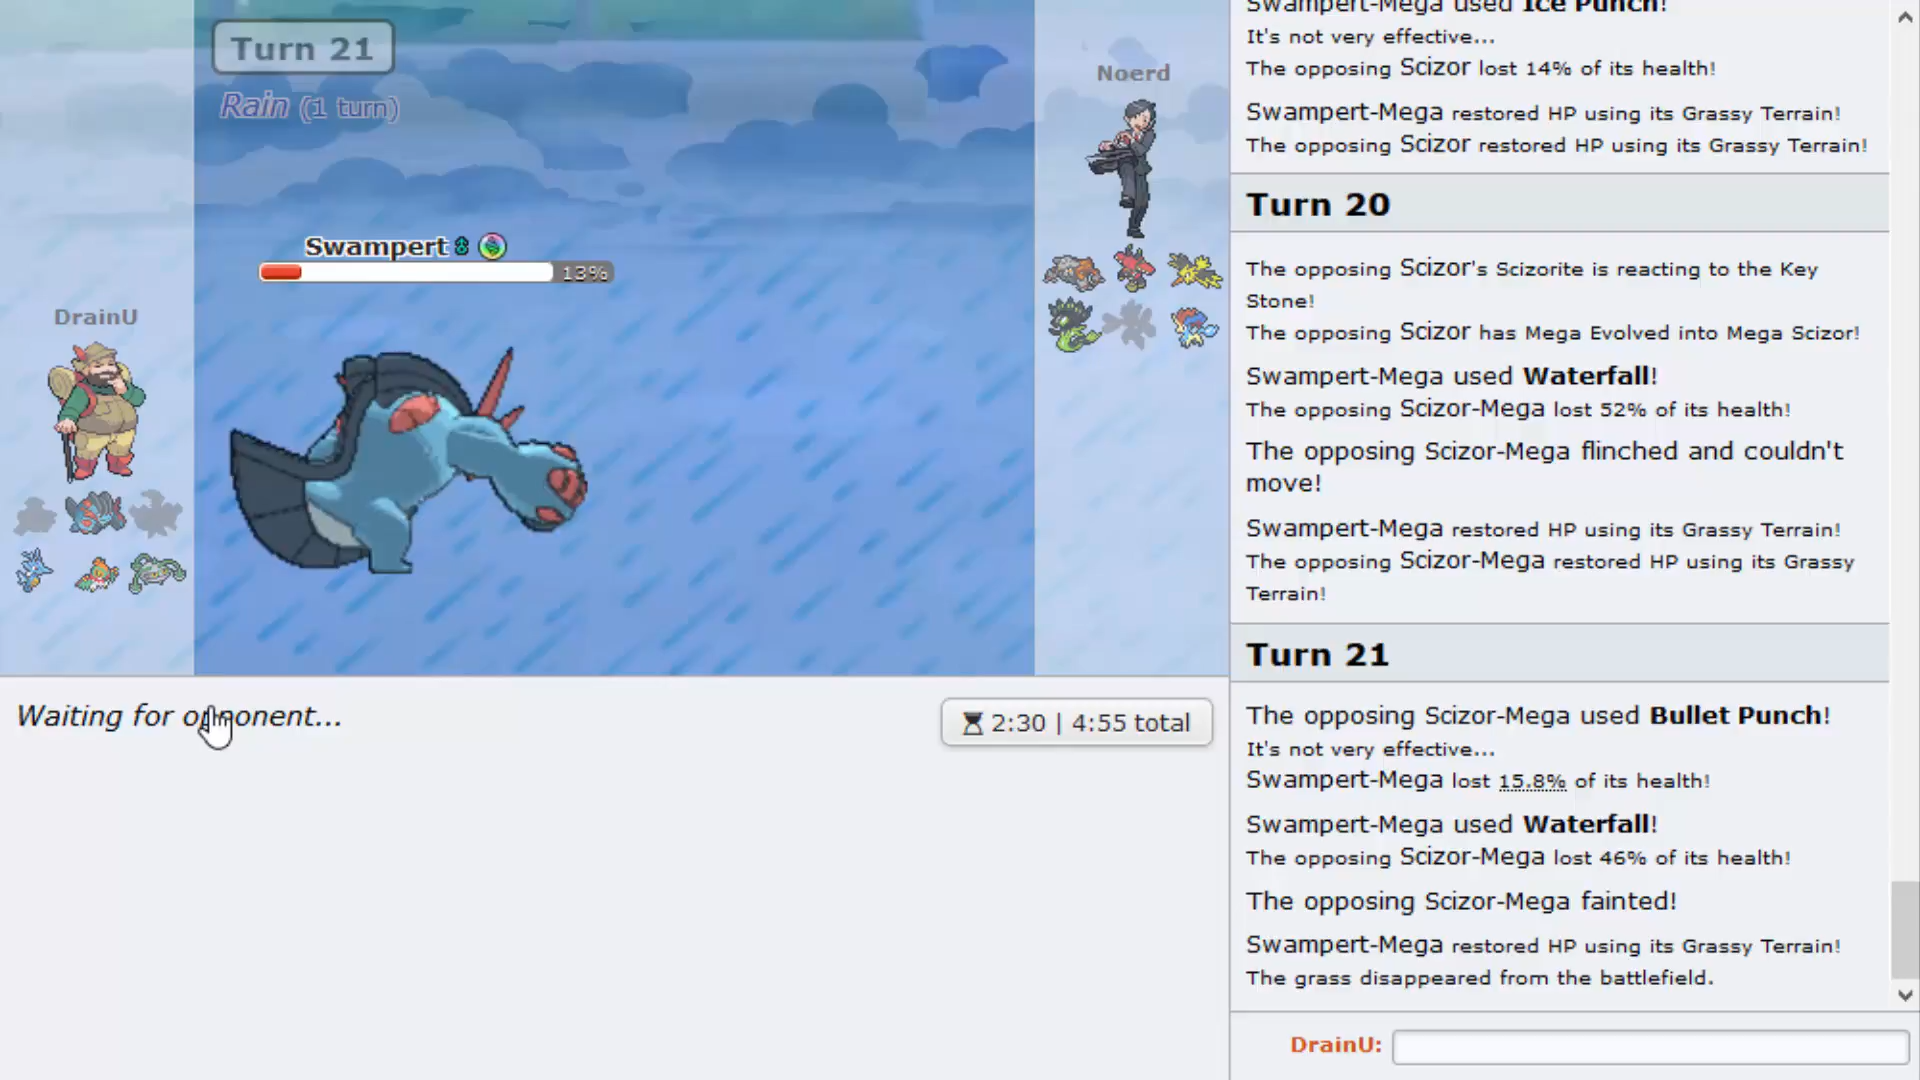 Turn 21
Rain (1 turn)
Swampert
13%
DrainU
Noerd
Waiting for opponent...
2:30 | 4:55 total
Swampert-Mega used Ice Punch!
It's not very effective...
The opposing Scizor lost 14% of its health!
Swampert-Mega restored HP using its Grassy Terrain!
The opposing Scizor restored HP using its Grassy Terrain!
Turn 20
The opposing Scizor's Scizorite is reacting to the Key
Stone!
The opposing Scizor has Mega Evolved into Mega Scizor!
Swampert-Mega used Waterfall!
The opposing Scizor-Mega lost 52% of its health!
The opposing Scizor-Mega flinched and couldn't
move!
Swampert-Mega restored HP using its Grassy Terrain!
The opposing Scizor-Mega restored HP using its Grassy
Terrain!
Turn 21
The opposing Scizor-Mega used Bullet Punch!
It's not very effective...
Swampert-Mega lost 15.8% of its health!
Swampert-Mega used Waterfall!
The opposing Scizor-Mega lost 46% of its health!
The opposing Scizor-Mega fainted!
Swampert-Mega restored HP using its Grassy Terrain!
The grass disappeared from the battlefield.
DrainU: